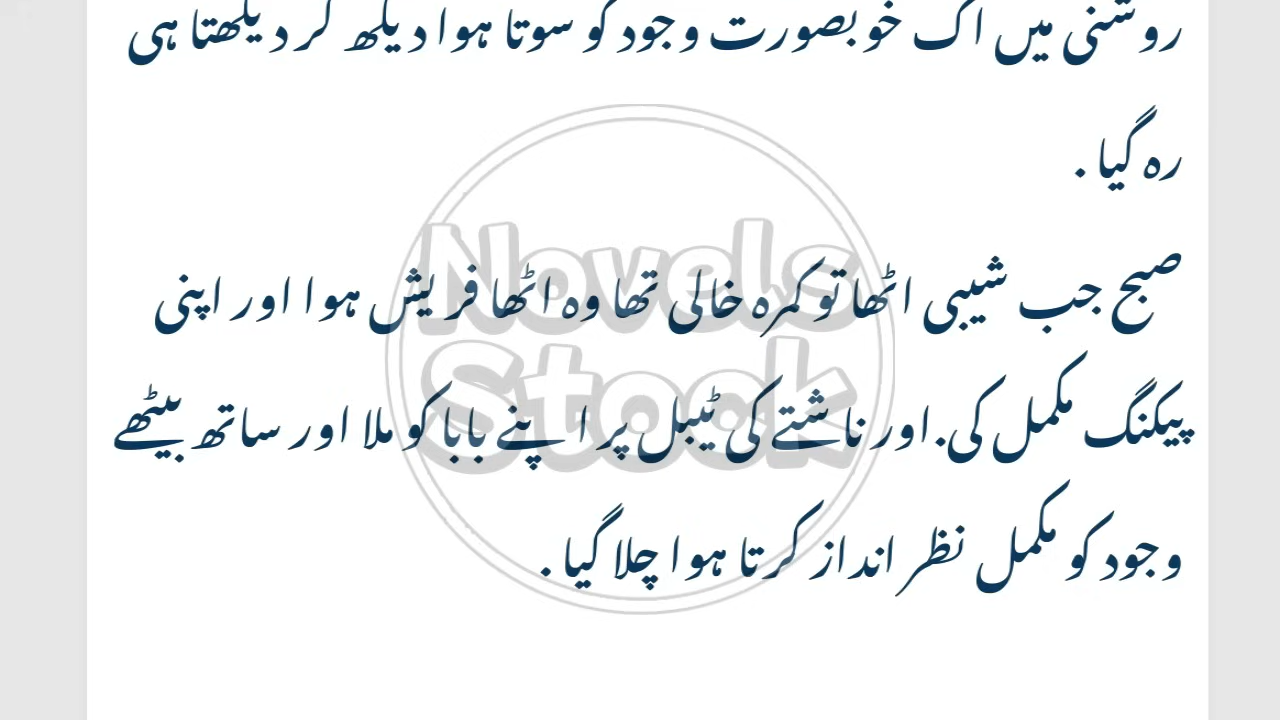 روشنی میں اک خوبصورت وجود کو سوتا ہوا دیکھ کر دیکھتا ہی
رہ گیا .
صبح جب شیبی اٹھا تو کمرہ خالی تھا وہ اٹھا فریش ہوا اور اپنی
پیکنگ مکمل کی. اور ناشتے کی ٹیبل پر اپنے بابا کو ملا اور ساتھ بیٹھے
وجود کو مکمل نظر انداز کرتا ہوا چلا گیا .
Novels
Stock